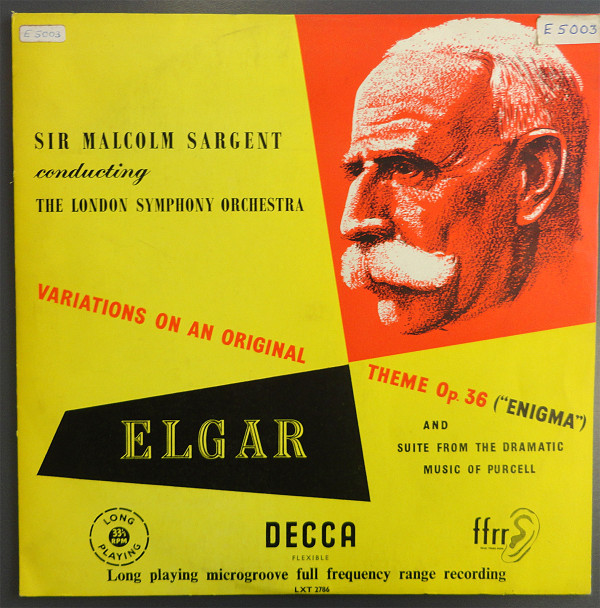 E 5003
E 5003
SIR MALCOLM SARGENT
conducting
THE LONDON SYMPHONY ORCHESTRA
VARIATIONS ON AN ORIGINAL
THEME Op. 36 ("ENIGMA")
AND
SUITE FROM THE DRAMATIC
MUSIC OF PURCELL
ELGAR
LONG
33⅓
RPM
PLAYING
DECCA
FLEXIBLE
ffrr
Long playing microgroove full frequency range recording
LXT 2786